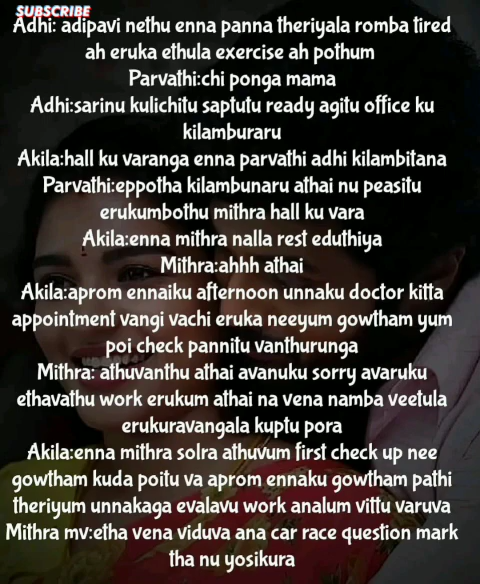 SUBSCRIBE
Adhi: adipavi nethu enna panna theriyala romba tired
ah eruka ethula exercise ah pothum
Parvathi:chi ponga mama
Adhi:sarinu kulichitu saptutu ready agitu office ku
kilamburaru
Akila:hall ku varanga enna parvathi adhi kilambitana
Parvathi:eppotha kilambunaru athai nu peasitu
erukumbothu mithra hall ku vara
Akila:enna mithra nalla rest eduthiya
Mithra:ahhh athai
Akila:aprom ennaiku afternoon unnaku doctor kitta
appointment vangi vachi eruka neeyum gowtham yum
poi check pannitu vanthurunga
Mithra: athuvanthu athai avanuku sorry avaruku
ethavathu work erukum athai na vena namba veetula
erukuravangala kuptu pora
Akila:enna mithra solra athuvum first check up nee
gowtham kuda poitu va aprom ennaku gowtham pathi
theriyum unnakaga evalavu work analum vittu varuva
Mithra mv:etha vena viduva ana car race question mark
tha nu yosikura